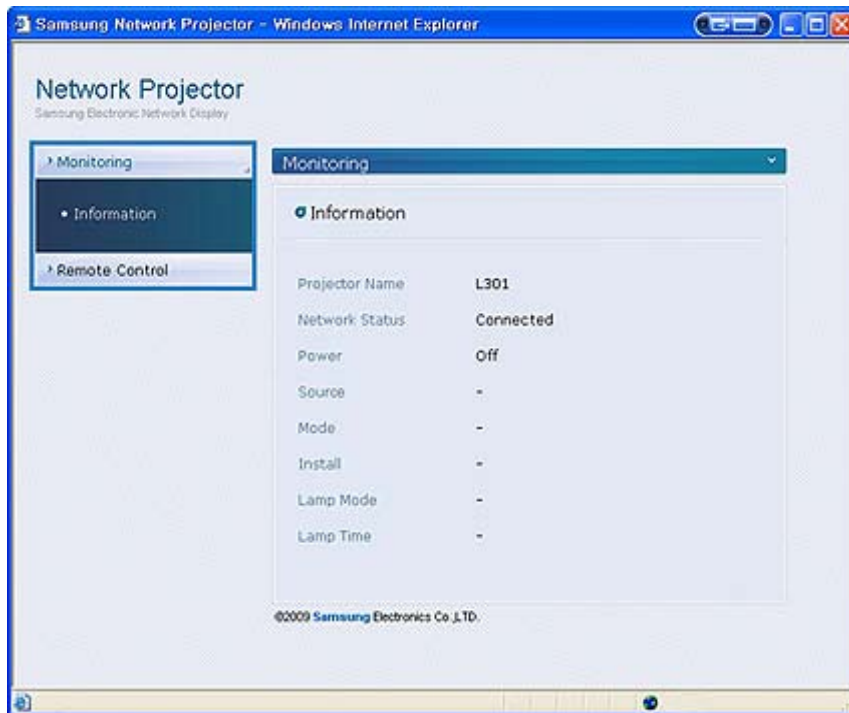 Samsung Network Projector - Windows Internet Explorer
Network Projector
Samsung Electronic Network Display
Monitoring
Information
Remote Control
Monitoring
Information
Projector Name L301
Network Status Connected
Power Off
Source -
Mode -
Install -
Lamp Mode -
Lamp Time -
©2009 Samsung Electronics Co.,LTD.